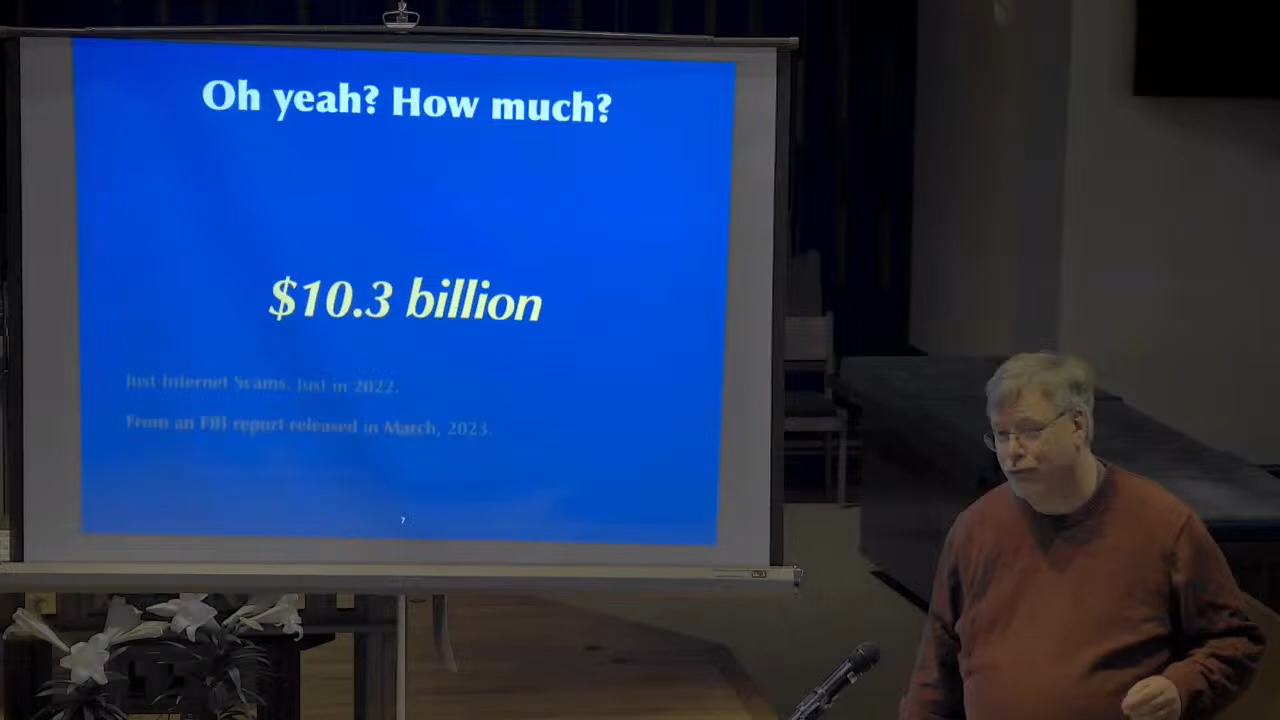 Oh yeah? How much?
$10.3 billion
Just Internet Scams. Just in 2022.
From an FBI report released in March, 2023.
7